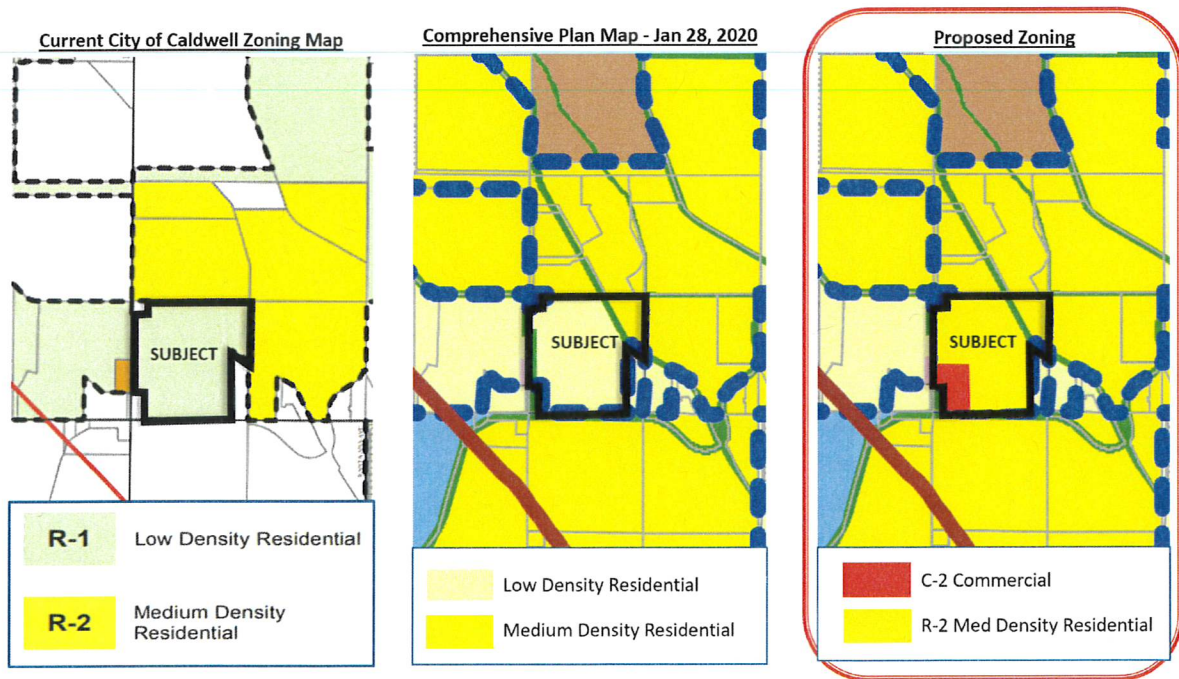 Current City of Caldwell Zoning Map
Comprehensive Plan Map - Jan 28, 2020
Proposed Zoning
SUBJECT
SUBJECT
SUBJECT
R-1 Low Density Residential
R-2 Medium Density
Residential
Low Density Residential
Medium Density Residential
C-2 Commercial
R-2 Med Density Residential